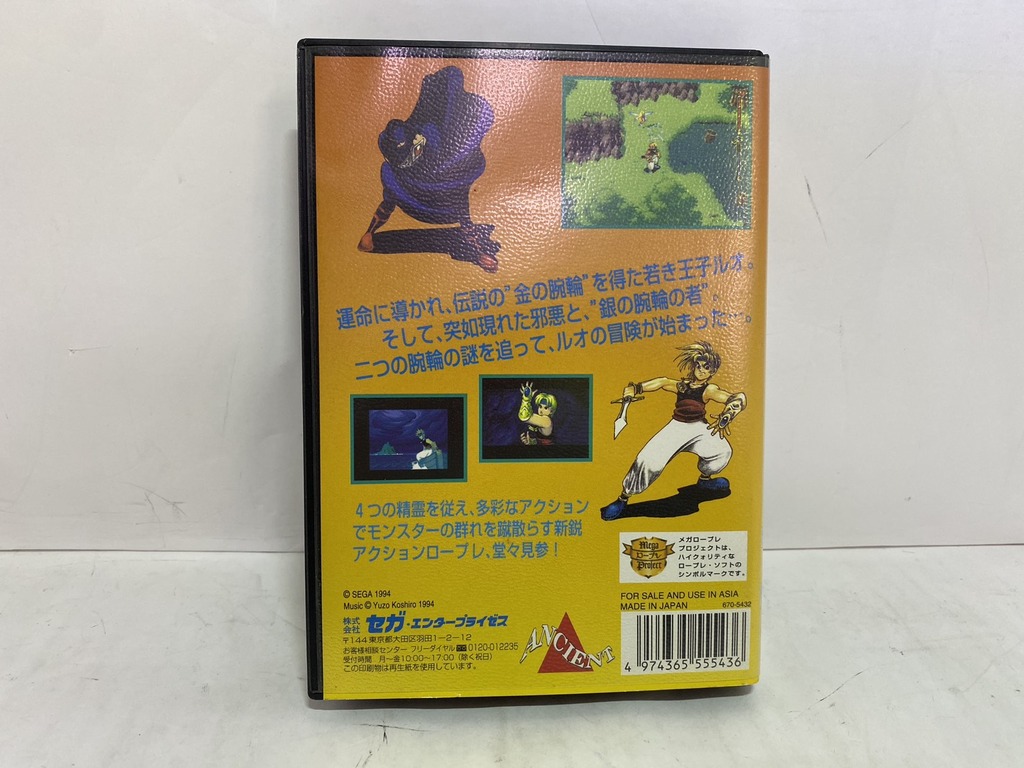 運命に導かれ、伝説の"金の腕輪"を得た若き王子ルオ。
そして、突如現れた邪悪と、"銀の腕輪の者"。
二つの腕輪の謎を追って、ルオの冒険が始まった…。
4つの精霊を従え、多彩なアクション
でモンスターの群れを蹴散らす新鋭
アクションロープレ、堂々見参!
Mega
ロープレ
Project
メガロープレ
プロジェクトは、
ハイクォリティな
ロープレ・ソフトの
シンボルマークです。
© SEGA 1994
Music © Yuzo Koshiro 1994
株式会社 セガ・エンタープライゼス
〒144 東京都大田区羽田1-2-12
お客様相談センター フリーダイヤル 0120-012235
受付時間 月〜金10:00〜17:00(除く祝日)
この印刷物は再生紙を使用しています。
ANCIENT
FOR SALE AND USE IN ASIA
MADE IN JAPAN 670-5432
4 974365 555436